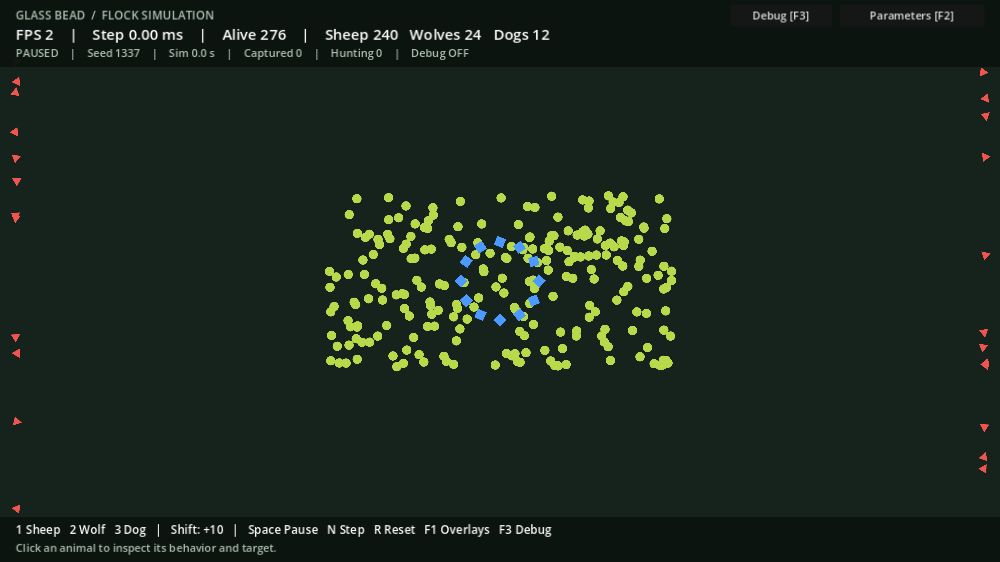 GLASS BEAD / FLOCK SIMULATION
Debug [F3] Parameters [F2]
FPS 2 | Step 0.00 ms | Alive 276 | Sheep 240 Wolves 24 Dogs 12
PAUSED | Seed 1337 | Sim 0.0 s | Captured 0 | Hunting 0 | Debug OFF
1 Sheep 2 Wolf 3 Dog | Shift: +10 | Space Pause N Step R Reset F1 Overlays F3 Debug
Click an animal to inspect its behavior and target.